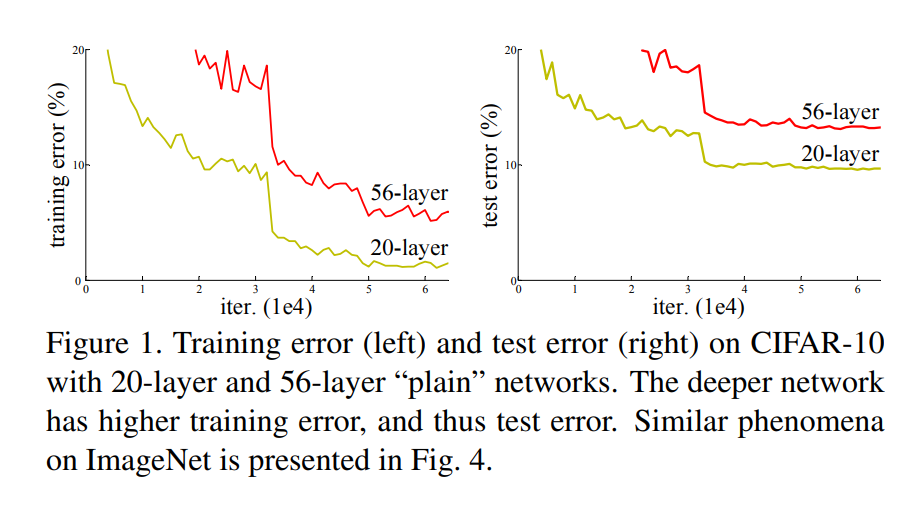 20
10
0
training error (%)
56-layer
20-layer
0 1 2 3 4 5 6
iter. (1e4)
20
10
0
test error (%)
56-layer
20-layer
0 1 2 3 4 5 6
iter. (1e4)
Figure 1. Training error (left) and test error (right) on CIFAR-10
with 20-layer and 56-layer “plain” networks. The deeper network
has higher training error, and thus test error. Similar phenomena
on ImageNet is presented in Fig. 4.